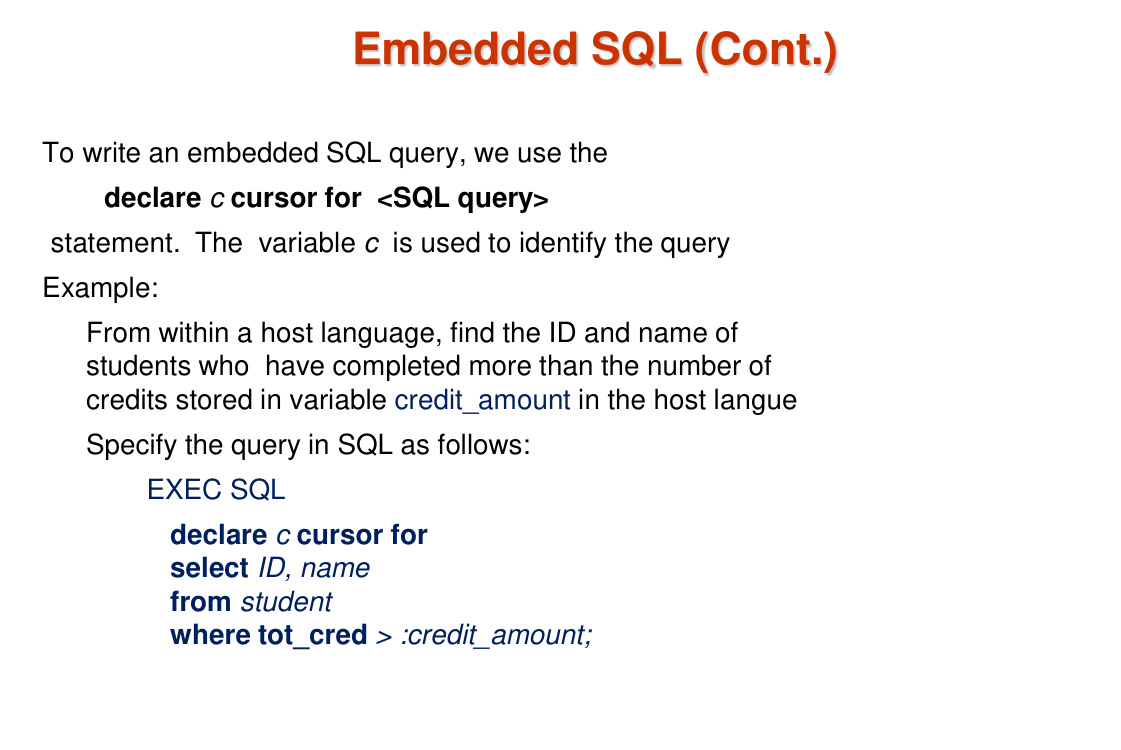 Embedded SQL (Cont.)
To write an embedded SQL query, we use the
declare c cursor for <SQL query>
statement. The variable c is used to identify the query
Example:
From within a host language, find the ID and name of
students who have completed more than the number of
credits stored in variable credit_amount in the host langue
Specify the query in SQL as follows:
EXEC SQL
declare c cursor for
select ID, name
from student
where tot_cred > :credit_amount;